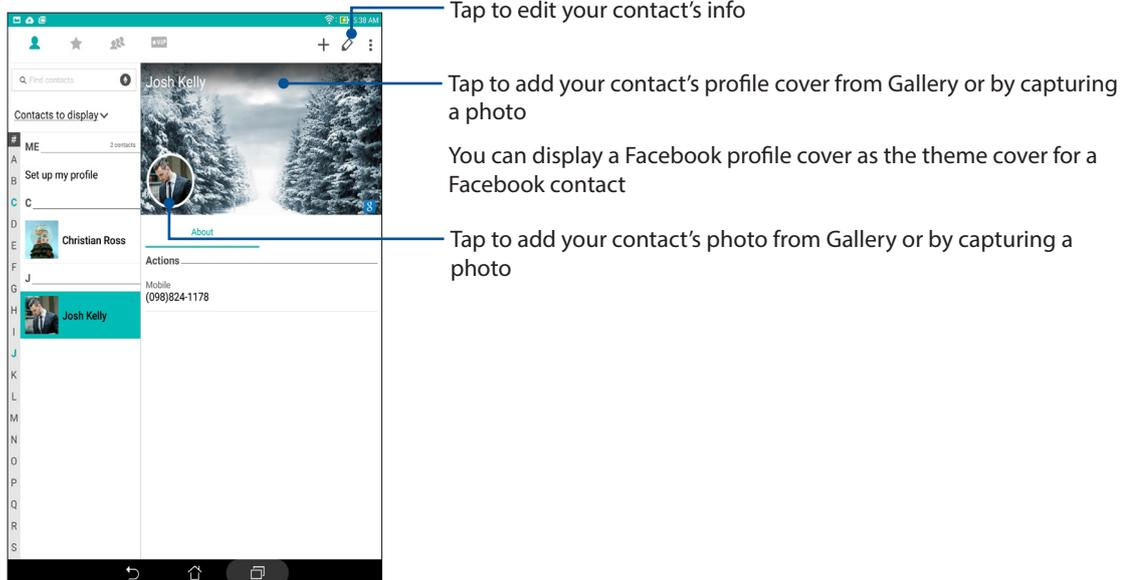 5:38 AM
VIP
Find contacts
Josh Kelly
Contacts to display
#
ME 2 contacts
A
Set up my profile
B
C C
D
Christian Ross
E
F
J
G
H
Josh Kelly
I
J
K
L
M
N
O
P
Q
R
S
8
About
Actions
Mobile
(098)824-1178
Tap to edit your contact’s info
Tap to add your contact’s profile cover from Gallery or by capturing
a photo
You can display a Facebook profile cover as the theme cover for a
Facebook contact
Tap to add your contact’s photo from Gallery or by capturing a
photo